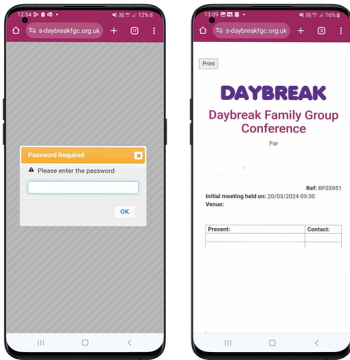 12:54
12%
s-daybreakfgc.org.uk
Password Required
Please enter the password
OK
13:09
16%
s-daybreakfgc.org.uk
3
Print
DAYBREAK
Daybreak Family Group
Conference
For
Ref: RF03951
Initial meeting held on: 20/03/2024 09:30
Venue:
Present: Contact: